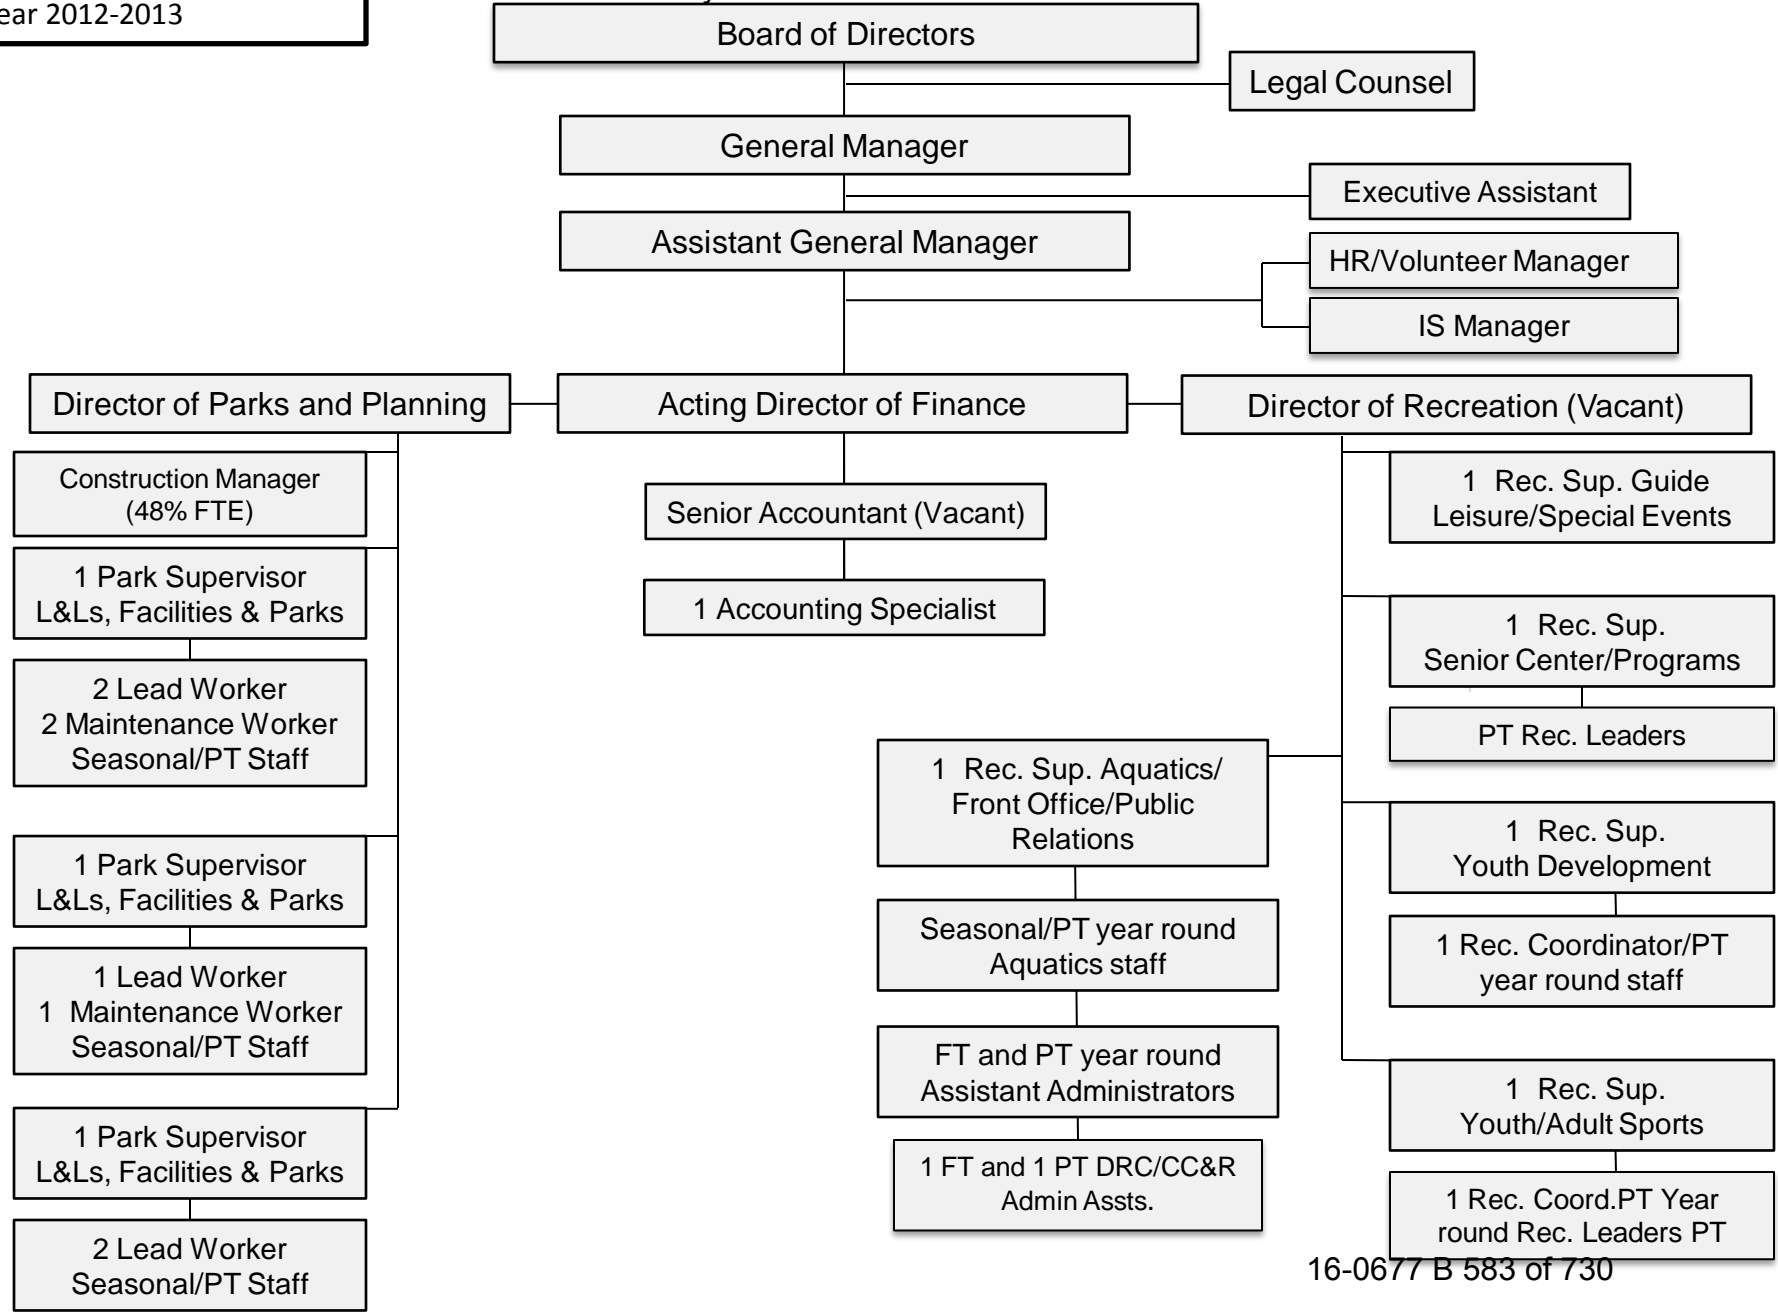 ear 2012-2013
Board of Directors
Legal Counsel
General Manager
Executive Assistant
Assistant General Manager
HR/Volunteer Manager
IS Manager
Director of Parks and Planning
Acting Director of Finance
Director of Recreation (Vacant)
Construction Manager
(48% FTE)
1 Park Supervisor
L&Ls, Facilities & Parks
2 Lead Worker
2 Maintenance Worker
Seasonal/PT Staff
1 Park Supervisor
L&Ls, Facilities & Parks
1 Lead Worker
1 Maintenance Worker
Seasonal/PT Staff
1 Park Supervisor
L&Ls, Facilities & Parks
2 Lead Worker
Seasonal/PT Staff
Senior Accountant (Vacant)
1 Accounting Specialist
1 Rec. Sup. Aquatics/
Front Office/Public
Relations
Seasonal/PT year round
Aquatics staff
FT and PT year round
Assistant Administrators
1 FT and 1 PT DRC/CC&R
Admin Assts.
1 Rec. Sup. Guide
Leisure/Special Events
1 Rec. Sup.
Senior Center/Programs
PT Rec. Leaders
1 Rec. Sup.
Youth Development
1 Rec. Coordinator/PT
year round staff
1 Rec. Sup.
Youth/Adult Sports
1 Rec. Coord.PT Year
round Rec. Leaders PT
16-0677 B 583 of 730